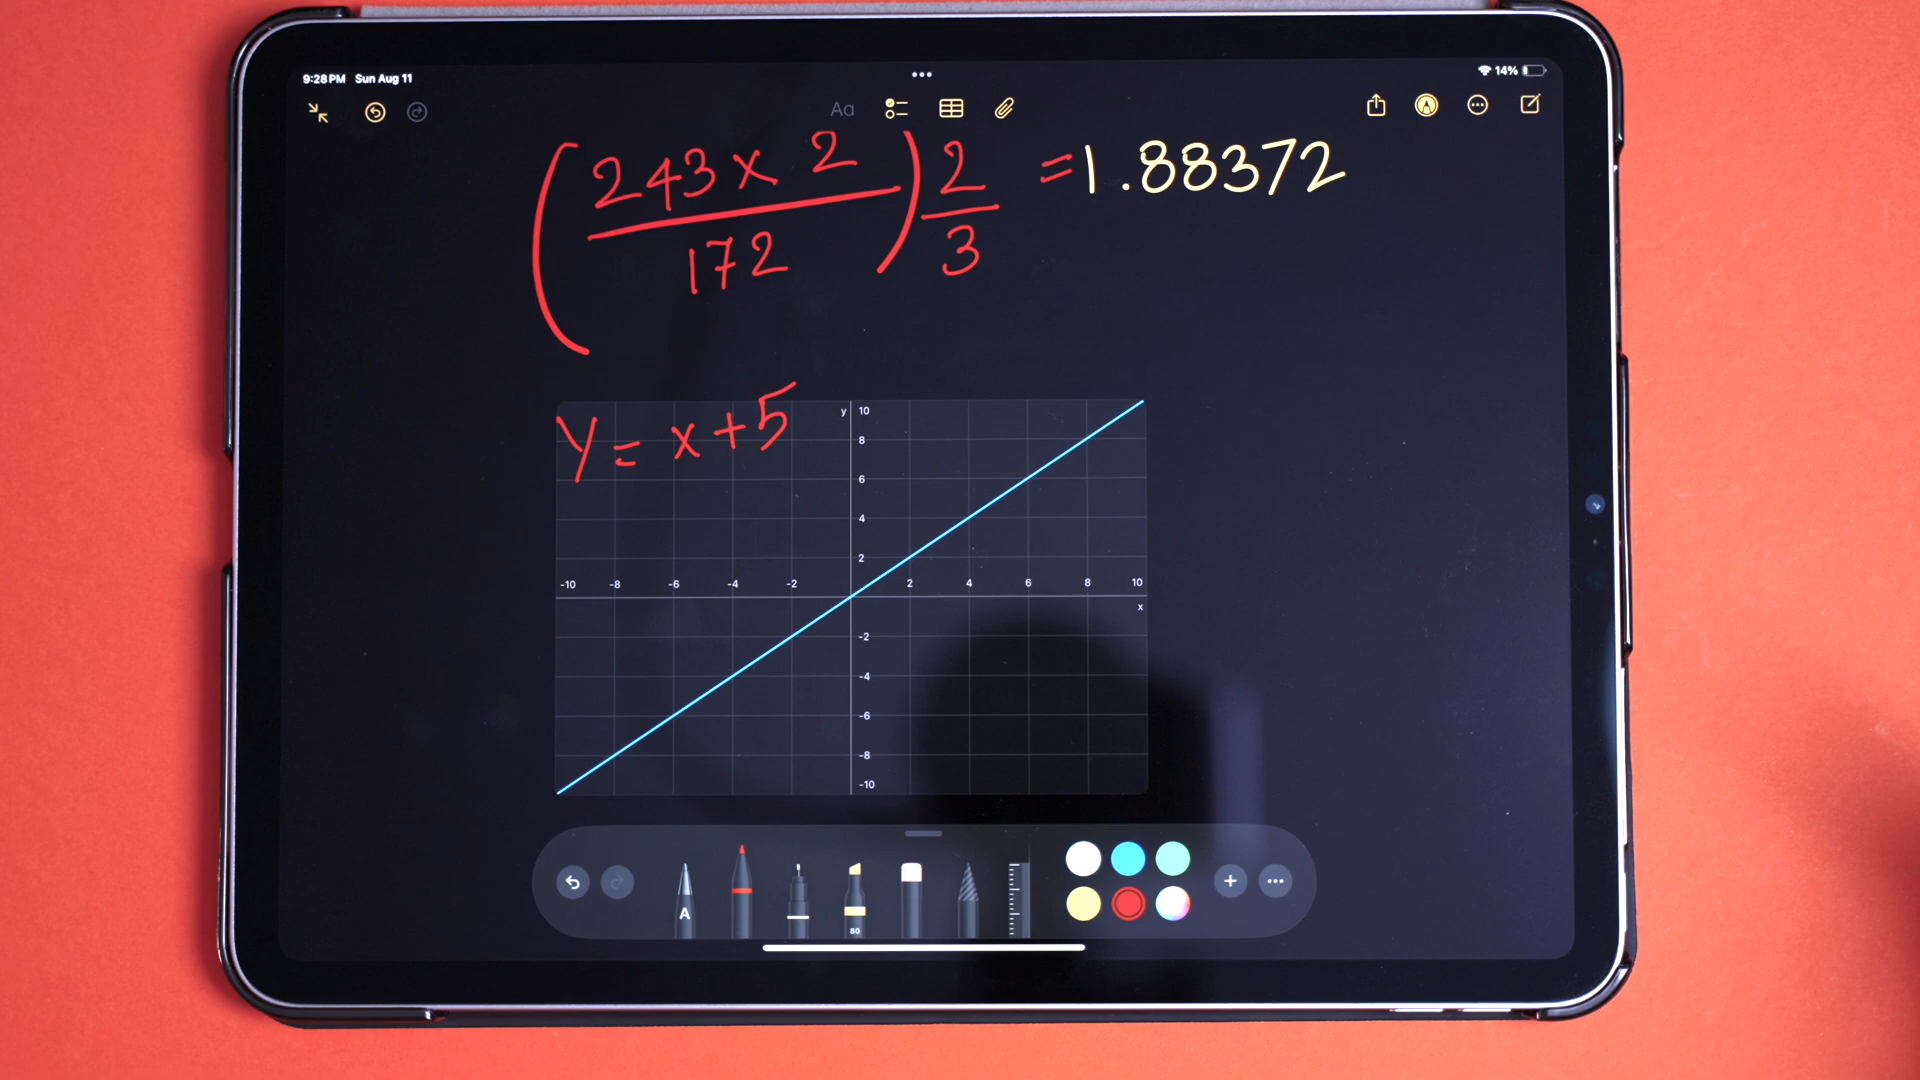 9:28 PM Sun Aug 11 14%
Aa
( 243 x 2 / 172 ) 2 / 3 = 1.88372
y = x + 5
y 10
8
6
4
2
-10 -8 -6 -4 -2 2 4 6 8 10
x
-2
-4
-6
-8
-10
A 80